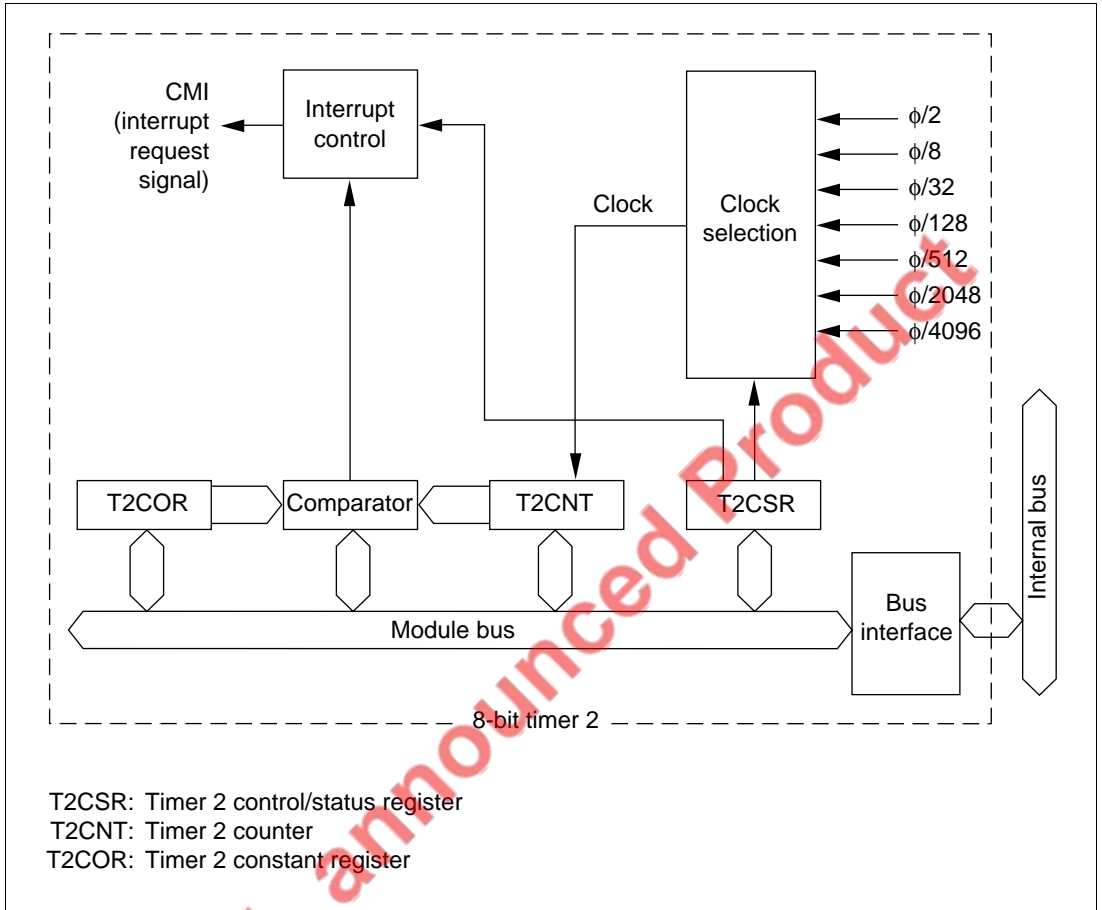 CMI
(interrupt
request
signal)
Interrupt
control
Clock
Clock
selection
ϕ/2
ϕ/8
ϕ/32
ϕ/128
ϕ/512
ϕ/2048
ϕ/4096
T2COR
Comparator
T2CNT
T2CSR
Module bus
Bus
interface
Internal bus
8-bit timer 2
T2CSR: Timer 2 control/status register
T2CNT: Timer 2 counter
T2COR: Timer 2 constant register
announced Product